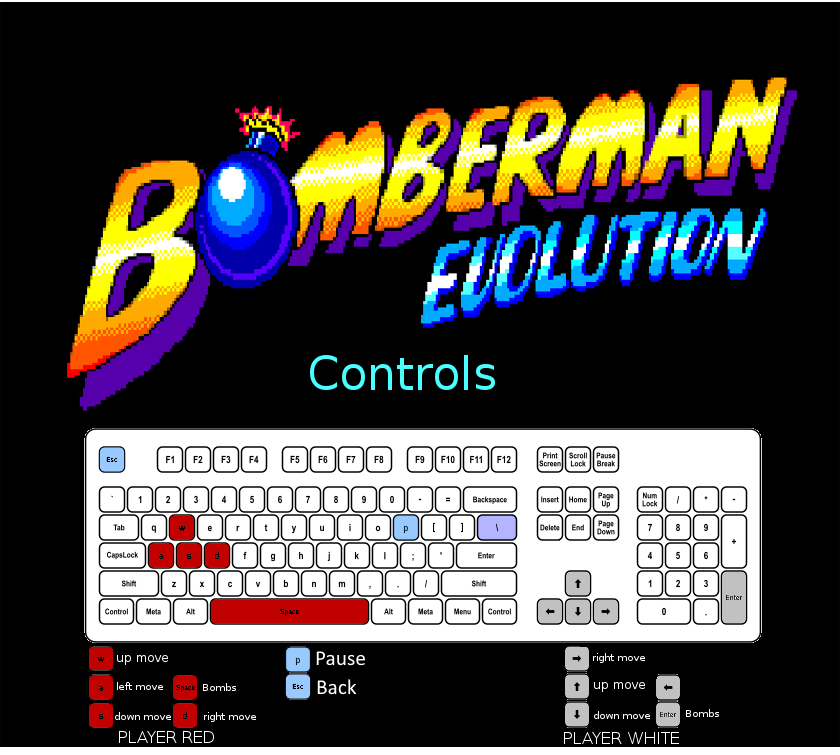 BOMBERMAN
EVOLUTION
Controls
Esc F1 F2 F3 F4 F5 F6 F7 F8 F9 F10 F11 F12 Print Screen Scroll Lock Pause Break
` 1 2 3 4 5 6 7 8 9 0 - = Backspace Insert Home Page Up Num Lock / * -
Tab q w e r t y u i o p [ ] \ Delete End Page Down 7 8 9 +
CapsLock a s d f g h j k l ; ' Enter 4 5 6
Shift z x c v b n m , . / Shift ↑ 1 2 3 Enter
Control Meta Alt Space Alt Meta Menu Control ← ↓ → 0 .
w up move
a left move Space Bombs
s down move d right move
PLAYER RED
p Pause
Esc Back
→ right move
↑ up move ←
↓ down move Enter Bombs
PLAYER WHITE